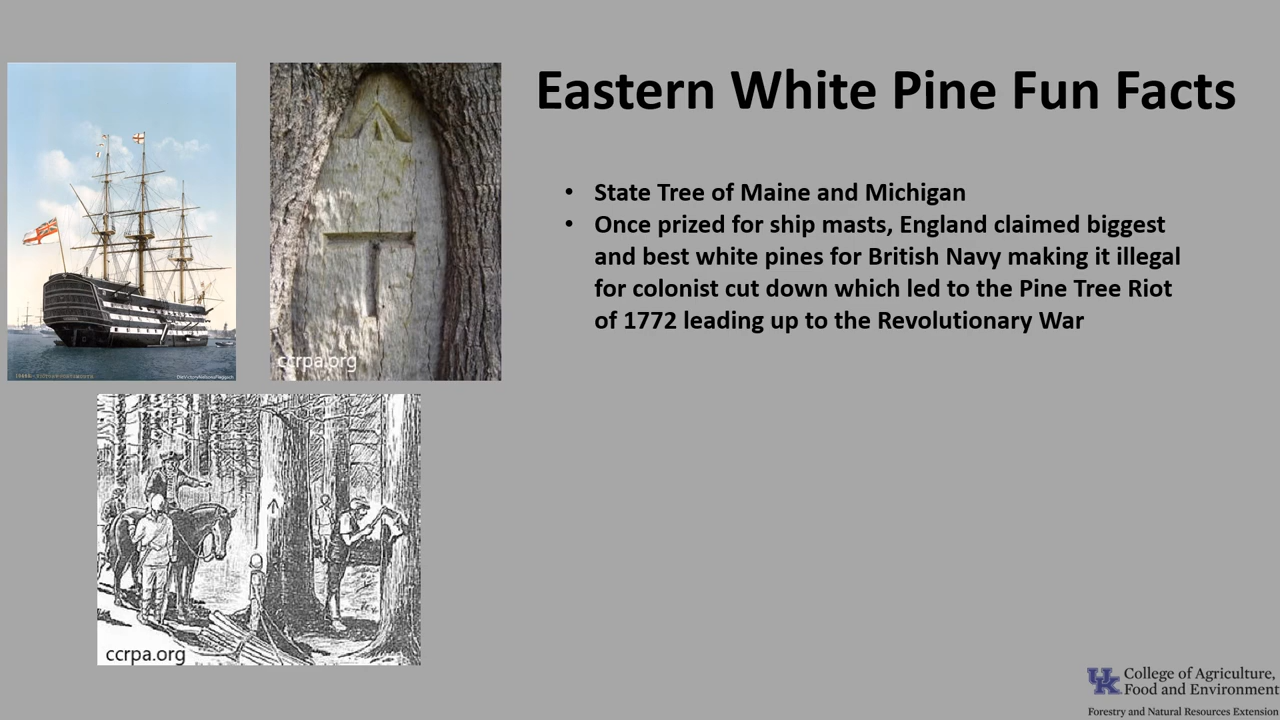 Eastern White Pine Fun Facts
• State Tree of Maine and Michigan
• Once prized for ship masts, England claimed biggest
and best white pines for British Navy making it illegal
for colonist cut down which led to the Pine Tree Riot
of 1772 leading up to the Revolutionary War
ccrpa.org
ccrpa.org
UK College of Agriculture,
Food and Environment
Forestry and Natural Resources Extension